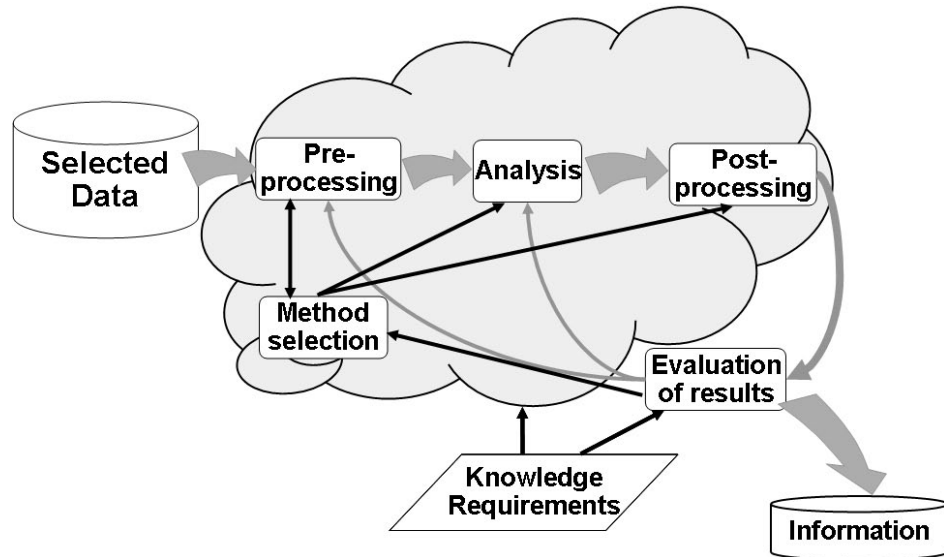 Selected
Data
Pre-
processing
Analysis
Post-
processing
Method
selection
Evaluation
of results
Knowledge
Requirements
Information